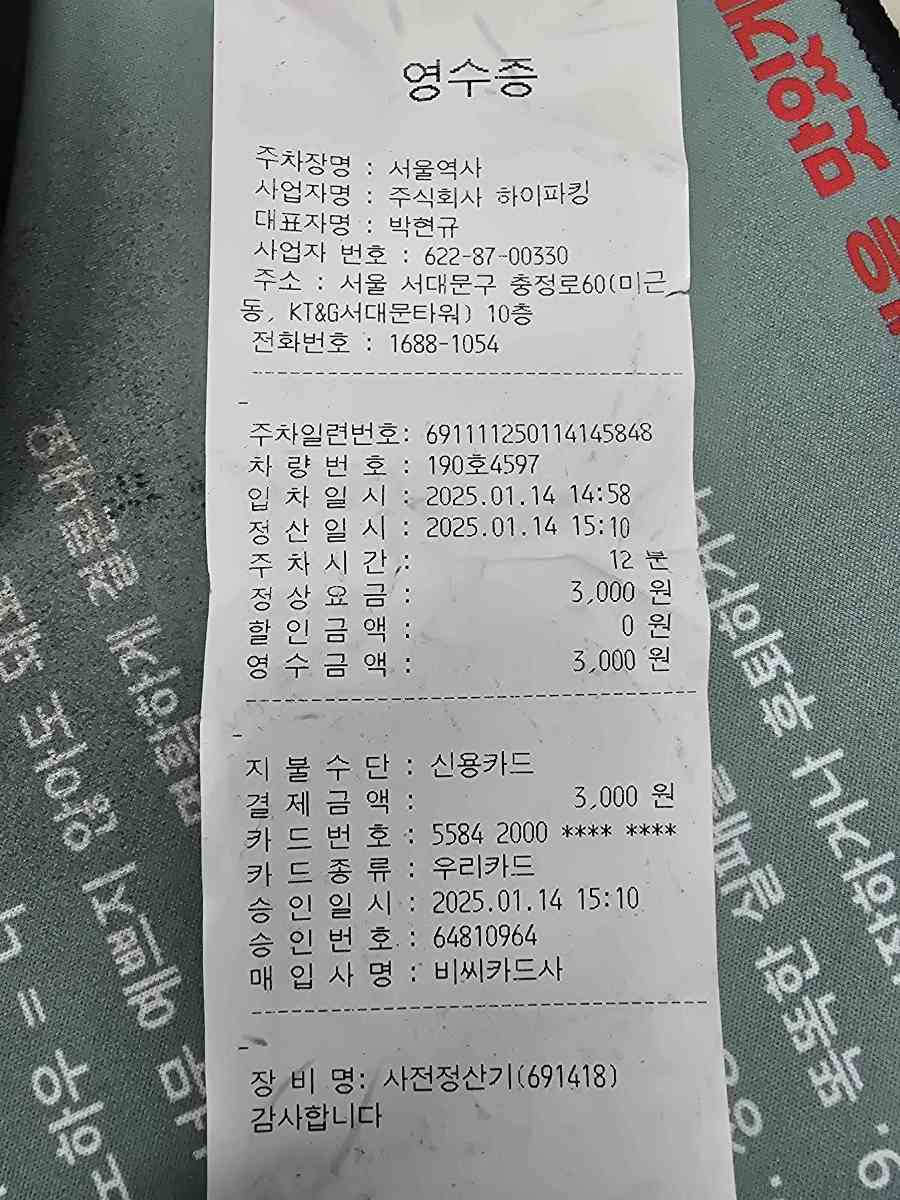 영수증
주차장명 : 서울역사
사업자명 : 주식회사 하이파킹
대표자명 : 박현규
사업자 번호 : 622-87-00330
주소 : 서울 서대문구 충정로60(미근
동, KT&G서대문타워) 10층
전화번호 : 1688-1054
주차일련번호: 691111250114145848
차 량 번 호 : 190호4597
입 차 일 시 : 2025.01.14 14:58
정 산 일 시 : 2025.01.14 15:10
주 차 시 간 : 12 분
정 상 요 금 : 3,000 원
할 인 금 액 : 0 원
영 수 금 액 : 3,000 원
지 불 수 단 : 신용카드
결 제 금 액 : 3,000 원
카 드 번 호 : 5584 2000 **** ****
카 드 종 류 : 우리카드
승 인 일 시 : 2025.01.14 15:10
승 인 번 호 : 64810964
매 입 사 명 : 비씨카드사
장 비 명: 사전정산기(691418)
감사합니다
맛있게